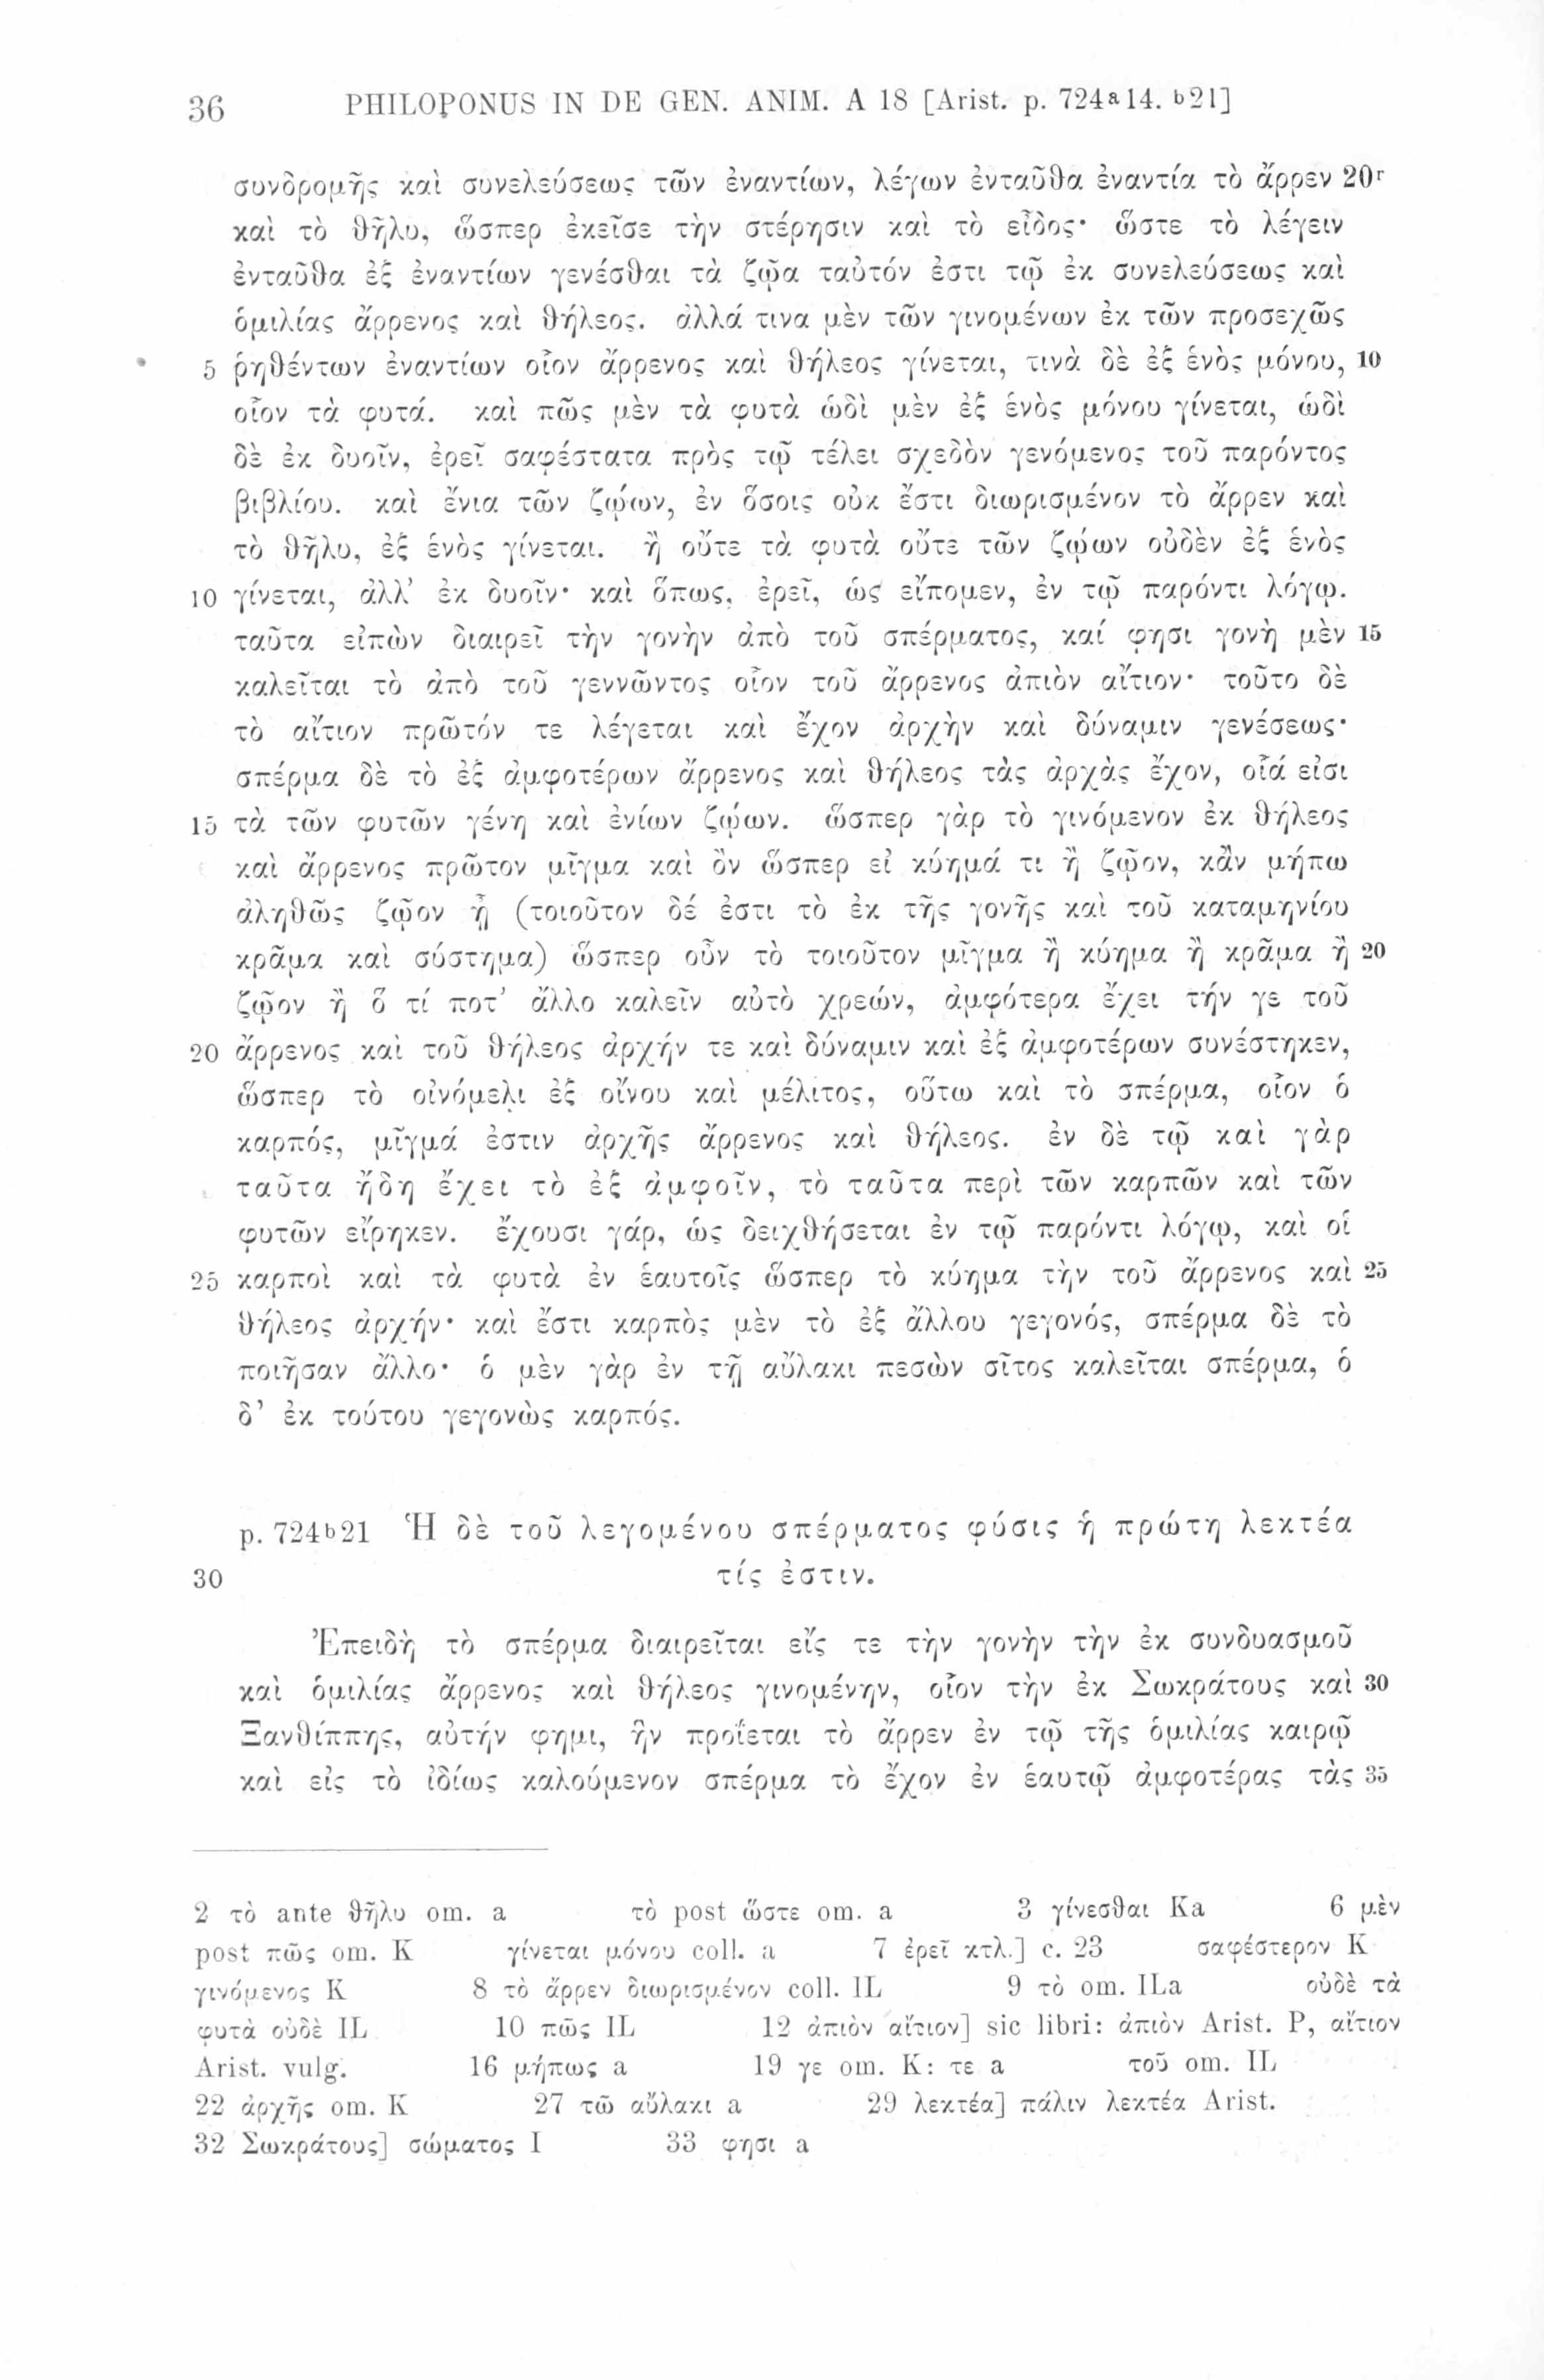 36 PHILOPONUS IN DE GEN. ANIM. A 18 [Arist. p. 724ᵃ14. ᵇ21]
συνδρομῆς καὶ συνελεύσεως τῶν ἐναντίων, λέγων ἐνταῦθα ἐναντία τὸ ἄρρεν 20ʳ
καὶ τὸ θῆλυ, ὥσπερ ἐκεῖσε τὴν στέρησιν καὶ τὸ εἶδος· ὥστε τὸ λέγειν
ἐνταῦθα ἐξ ἐναντίων γενέσθαι τὰ ζῷα ταὐτόν ἐστι τῷ ἐκ συνελεύσεως καὶ
ὁμιλίας ἄρρενος καὶ θήλεος. ἀλλά τινα μὲν τῶν γινομένων ἐκ τῶν προσεχῶς
5 ῥηθέντων ἐναντίων οἷον ἄρρενος καὶ θήλεος γίνεται, τινὰ δὲ ἐξ ἑνὸς μόνου, 10
οἷον τὰ φυτά. καὶ πῶς μὲν τὰ φυτὰ ὡδὶ μὲν ἐξ ἑνὸς μόνου γίνεται, ὡδὶ
δὲ ἐκ δυοῖν, ἐρεῖ σαφέστατα πρὸς τῷ τέλει σχεδὸν γενόμενος τοῦ παρόντος
βιβλίου. καὶ ἔνια τῶν ζῴων, ἐν ὅσοις οὐκ ἔστι διωρισμένον τὸ ἄρρεν καὶ
τὸ θῆλυ, ἐξ ἑνὸς γίνεται. ἢ οὔτε τὰ φυτὰ οὔτε τῶν ζῴων οὐδὲν ἐξ ἑνὸς
10 γίνεται, ἀλλ’ ἐκ δυοῖν· καὶ ὅπως, ἐρεῖ, ὡς εἴπομεν, ἐν τῷ παρόντι λόγῳ.
ταῦτα εἰπὼν διαιρεῖ τὴν γονὴν ἀπὸ τοῦ σπέρματος, καί φησι γονὴ μὲν 15
καλεῖται τὸ ἀπὸ τοῦ γεννῶντος οἷον τοῦ ἄρρενος ἀπιὸν αἴτιον· τοῦτο δὲ
τὸ αἴτιον πρῶτόν τε λέγεται καὶ ἔχον ἀρχὴν καὶ δύναμιν γενέσεως·
σπέρμα δὲ τὸ ἐξ ἀμφοτέρων ἄρρενος καὶ θήλεος τὰς ἀρχὰς ἔχον, οἷά εἰσι
15 τὰ τῶν φυτῶν γένη καὶ ἐνίων ζῴων. ὥσπερ γὰρ τὸ γινόμενον ἐκ θήλεος
καὶ ἄρρενος πρῶτον μῖγμα καὶ ὂν ὥσπερ εἰ κύημά τι ἢ ζῷον, κἂν μήπω
ἀληθῶς ζῷον ᾖ (τοιοῦτον δέ ἐστι τὸ ἐκ τῆς γονῆς καὶ τοῦ καταμηνίου
κρᾶμα καὶ σύστημα) ὥσπερ οὖν τὸ τοιοῦτον μῖγμα ἢ κύημα ἢ κρᾶμα ἢ 20
ζῷον ἢ ὅ τί ποτ’ ἄλλο καλεῖν αὐτὸ χρεών, ἀμφότερα ἔχει τήν γε τοῦ
20 ἄρρενος καὶ τοῦ θήλεος ἀρχήν τε καὶ δύναμιν καὶ ἐξ ἀμφοτέρων συνέστηκεν,
ὥσπερ τὸ οἰνόμελι ἐξ οἴνου καὶ μέλιτος, οὕτω καὶ τὸ σπέρμα, οἷον ὁ
καρπός, μῖγμά ἐστιν ἀρχῆς ἄρρενος καὶ θήλεος. ἐν δὲ τῷ καὶ γὰρ
ταῦτα ἤδη ἔχει τὸ ἐξ ἀμφοῖν, τὸ ταῦτα περὶ τῶν καρπῶν καὶ τῶν
φυτῶν εἴρηκεν. ἔχουσι γάρ, ὡς δειχθήσεται ἐν τῷ παρόντι λόγῳ, καὶ οἱ
25 καρποὶ καὶ τὰ φυτὰ ἐν ἑαυτοῖς ὥσπερ τὸ κύημα τὴν τοῦ ἄρρενος καὶ 25
θήλεος ἀρχήν· καὶ ἔστι καρπὸς μὲν τὸ ἐξ ἄλλου γεγονός, σπέρμα δὲ τὸ
ποιῆσαν ἄλλο· ὁ μὲν γὰρ ἐν τῇ αὔλακι πεσὼν σῖτος καλεῖται σπέρμα, ὁ
δ’ ἐκ τούτου γεγονὼς καρπός.
p. 724ᵇ21 Ἡ δὲ τοῦ λεγομένου σπέρματος φύσις ἡ πρώτη λεκτέα
30 τίς ἐστιν.
Ἐπειδὴ τὸ σπέρμα διαιρεῖται εἴς τε τὴν γονὴν τὴν ἐκ συνδυασμοῦ
καὶ ὁμιλίας ἄρρενος καὶ θήλεος γινομένην, οἷον τὴν ἐκ Σωκράτους καὶ 30
Ξανθίππης, αὐτήν φημι, ἣν προΐεται τὸ ἄρρεν ἐν τῷ τῆς ὁμιλίας καιρῷ
καὶ εἰς τὸ ἰδίως καλούμενον σπέρμα τὸ ἔχον ἐν ἑαυτῷ ἀμφοτέρας τὰς 35
2 τὸ ante θῆλυ om. a τὸ post ὥστε om. a 3 γίνεσθαι Ka 6 μὲν
post πῶς om. K γίνεται μόνου coll. a 7 ἐρεῖ κτλ.] c. 23 σαφέστερον K
γινόμενος K 8 τὸ ἄρρεν διωρισμένον coll. IL 9 τὸ om. ILa οὐδὲ τὰ
φυτὰ οὐδὲ IL 10 πῶς IL 12 ἀπιὸν αἴτιον] sic libri: ἀπιὸν Arist. P, αἴτιον
Arist. vulg. 16 μήπως a 19 γε om. K: τε a τοῦ om. IL
22 ἀρχῆς om. K 27 τῶ αὔλακι a 29 λεκτέα] πάλιν λεκτέα Arist.
32 Σωκράτους] σώματος I 33 φησι a